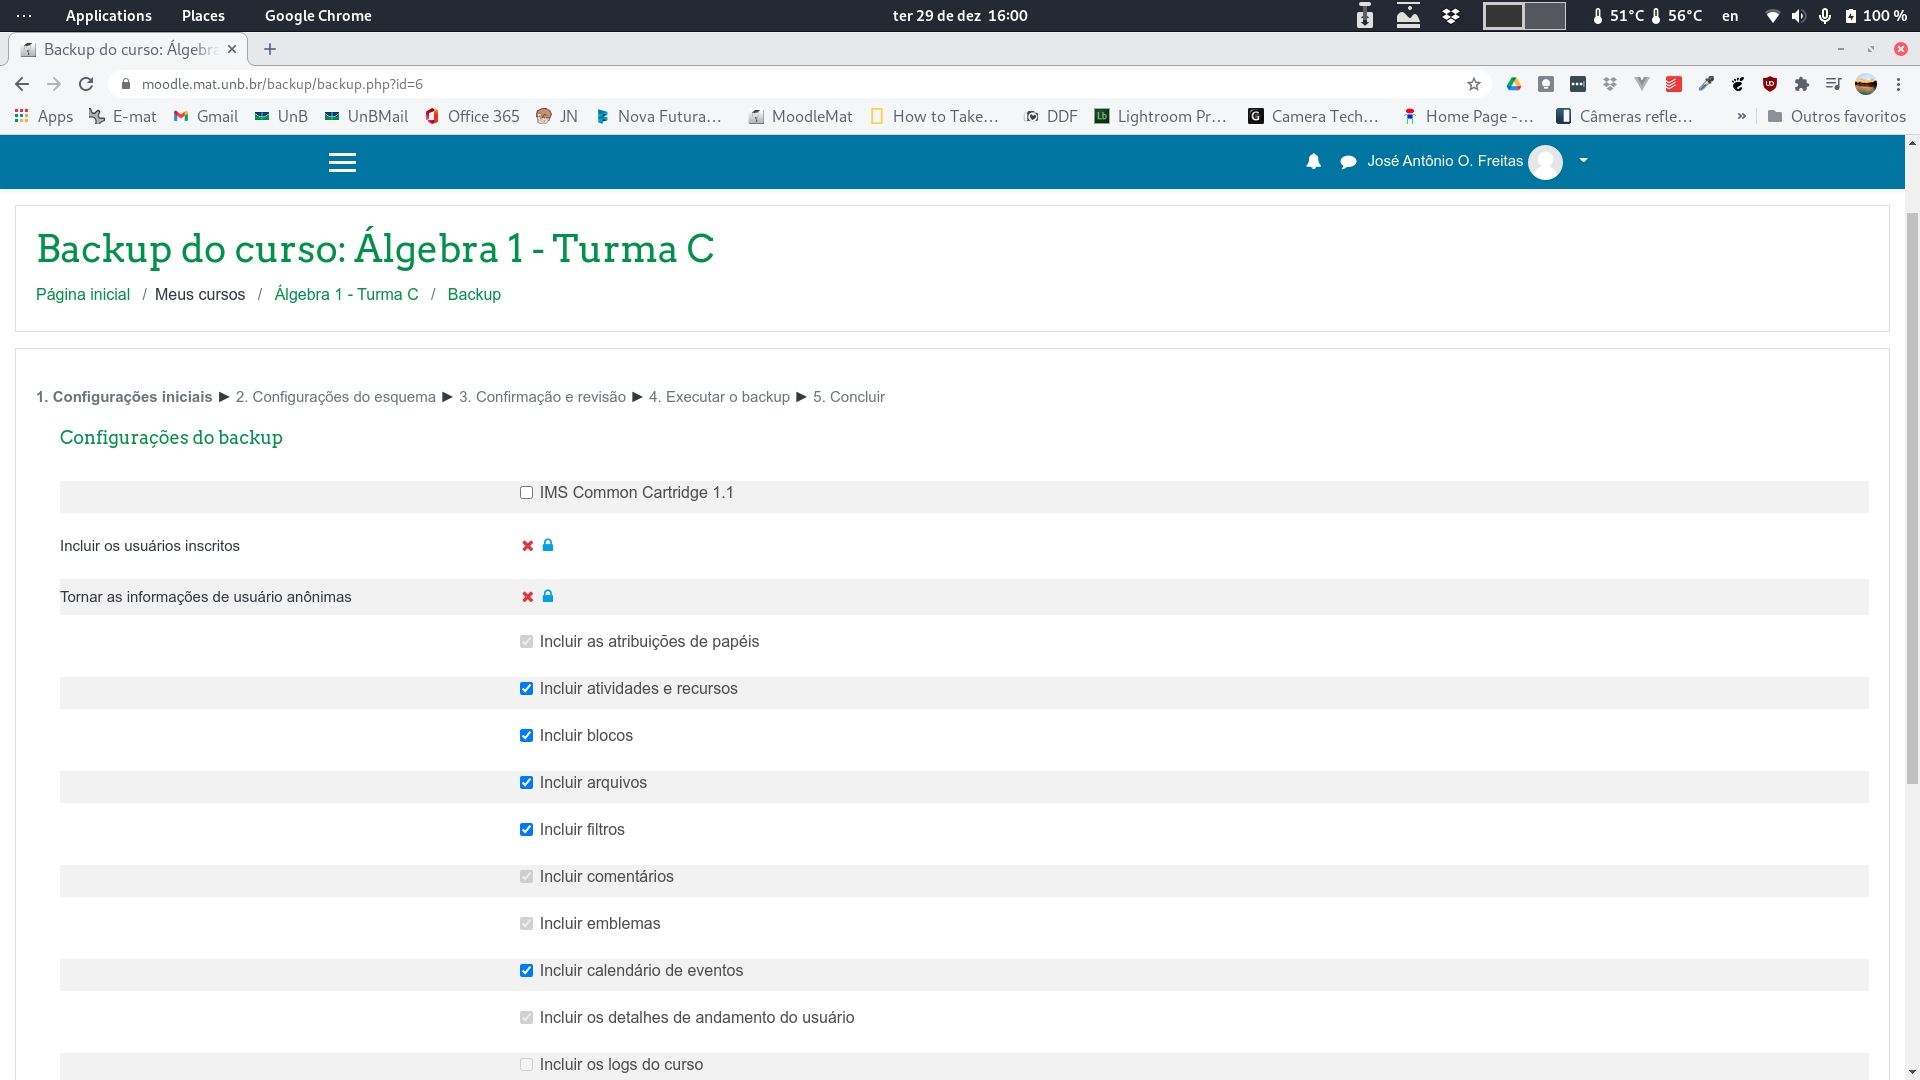 Applications Places Google Chrome ter 29 de dez 16:00 51°C 56°C en 100 %
Backup do curso: Álgebra
moodle.mat.unb.br/backup/backup.php?id=6
Apps E-mat Gmail UnB UnBMail Office 365 JN Nova Futura... MoodleMat How to Take... DDF Lightroom Pr... Camera Tech... Home Page -... Câmeras refle... » Outros favoritos
José Antônio O. Freitas
Backup do curso: Álgebra 1 - Turma C
Página inicial / Meus cursos / Álgebra 1 - Turma C / Backup
1. Configurações iniciais ► 2. Configurações do esquema ► 3. Confirmação e revisão ► 4. Executar o backup ► 5. Concluir
Configurações do backup
IMS Common Cartridge 1.1
Incluir os usuários inscritos
Tornar as informações de usuário anônimas
Incluir as atribuições de papéis
Incluir atividades e recursos
Incluir blocos
Incluir arquivos
Incluir filtros
Incluir comentários
Incluir emblemas
Incluir calendário de eventos
Incluir os detalhes de andamento do usuário
Incluir os logs do curso